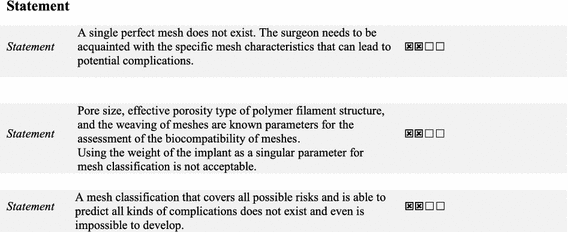 Statement
A single perfect mesh does not exist. The surgeon needs to be
Statement acquainted with the specific mesh characteristics that can lead to ☒☒☐☐
potential complications.
Pore size, effective porosity type of polymer filament structure,
and the weaving of meshes are known parameters for the
Statement assessment of the biocompatibility of meshes. ☒☒☐☐
Using the weight of the implant as a singular parameter for
mesh classification is not acceptable.
A mesh classification that covers all possible risks and is able to
Statement predict all kinds of complications does not exist and even is ☒☒☐☐
impossible to develop.